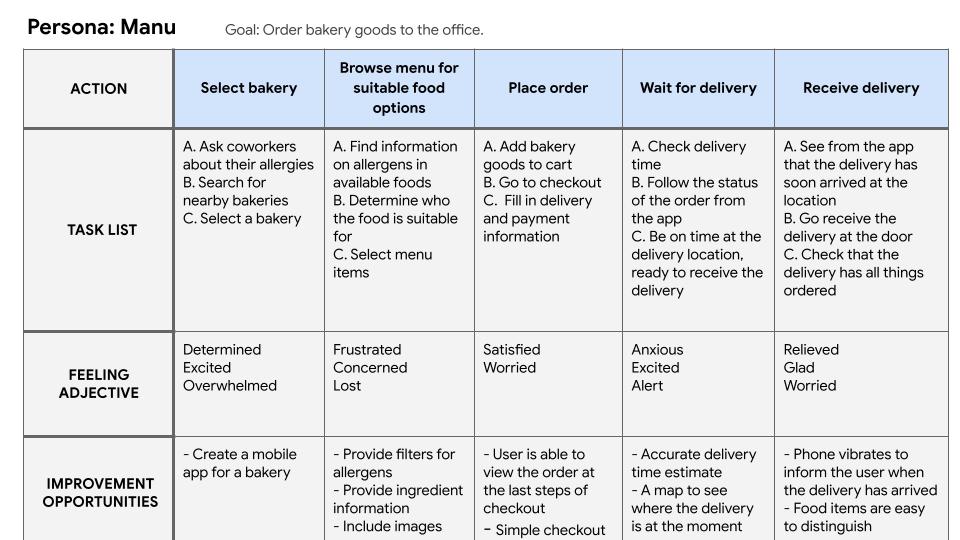 Persona: Manu
Goal: Order bakery goods to the office.
ACTION
Select bakery
Browse menu for
suitable food
options
Place order
Wait for delivery
Receive delivery
TASK LIST
A. Ask coworkers
about their allergies
B. Search for
nearby bakeries
C. Select a bakery
A. Find information
on allergens in
available foods
B. Determine who
the food is suitable
for
C. Select menu
items
A. Add bakery
goods to cart
B. Go to checkout
C.  Fill in delivery
and payment
information
A. Check delivery
time
B. Follow the status
of the order from
the app
C. Be on time at the
delivery location,
ready to receive the
delivery
A. See from the app
that the delivery has
soon arrived at the
location
B. Go receive the
delivery at the door
C. Check that the
delivery has all things
ordered
FEELING
ADJECTIVE
Determined
Excited
Overwhelmed
Frustrated
Concerned
Lost
Satisfied
Worried
Anxious
Excited
Alert
Relieved
Glad
Worried
IMPROVEMENT
OPPORTUNITIES
- Create a mobile
app for a bakery
- Provide filters for
allergens
- Provide ingredient
information
- Include images
- User is able to
view the order at
the last steps of
checkout
- Simple checkout
- Accurate delivery
time estimate
- A map to see
where the delivery
is at the moment
- Phone vibrates to
inform the user when
the delivery has arrived
- Food items are easy
to distinguish